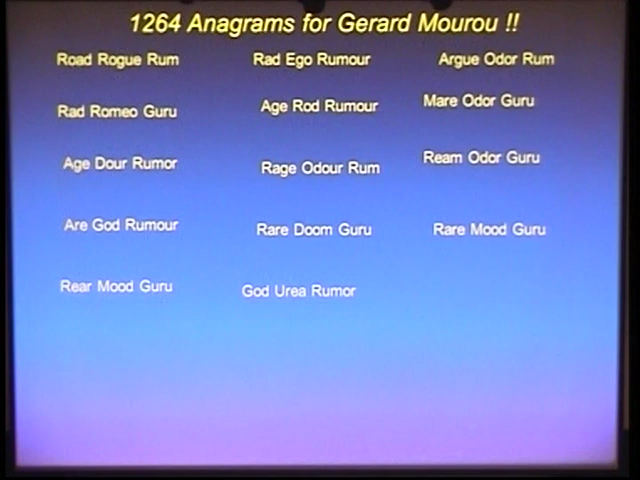 1264 Anagrams for Gerard Mourou !!
Road Rogue Rum
Rad Ego Rumour
Argue Odor Rum
Rad Romeo Guru
Age Rod Rumour
Mare Odor Guru
Age Dour Rumor
Rage Odour Rum
Ream Odor Guru
Are God Rumour
Rare Doom Guru
Rare Mood Guru
Rear Mood Guru
God Urea Rumor